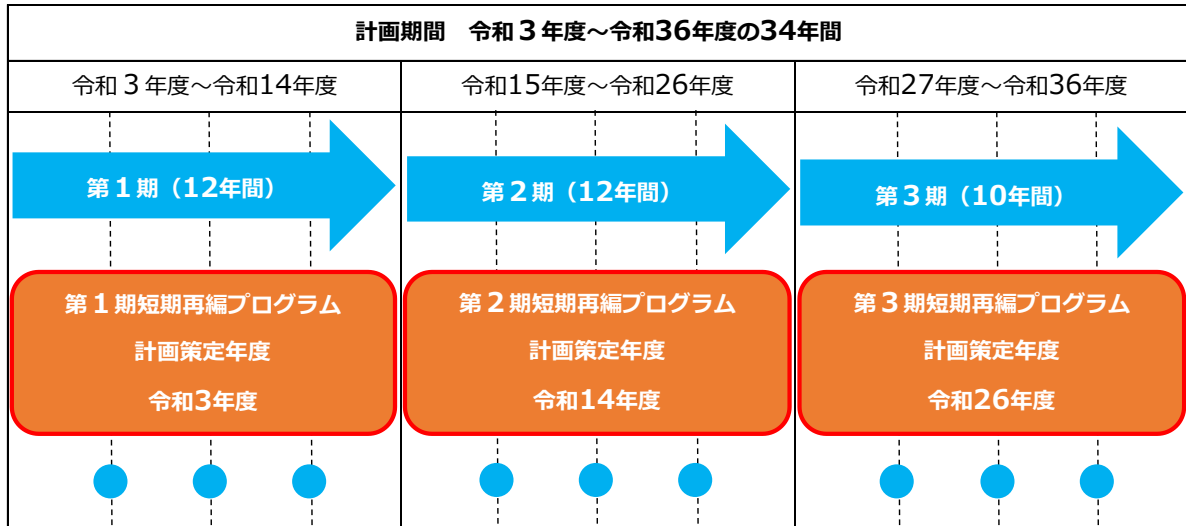 計画期間　令和３年度～令和36年度の34年間
令和３年度～令和14年度
令和15年度～令和26年度
令和27年度～令和36年度
第１期（12年間）
第２期（12年間）
第３期（10年間）
第１期短期再編プログラム
計画策定年度
令和3年度
第２期短期再編プログラム
計画策定年度
令和14年度
第３期短期再編プログラム
計画策定年度
令和26年度